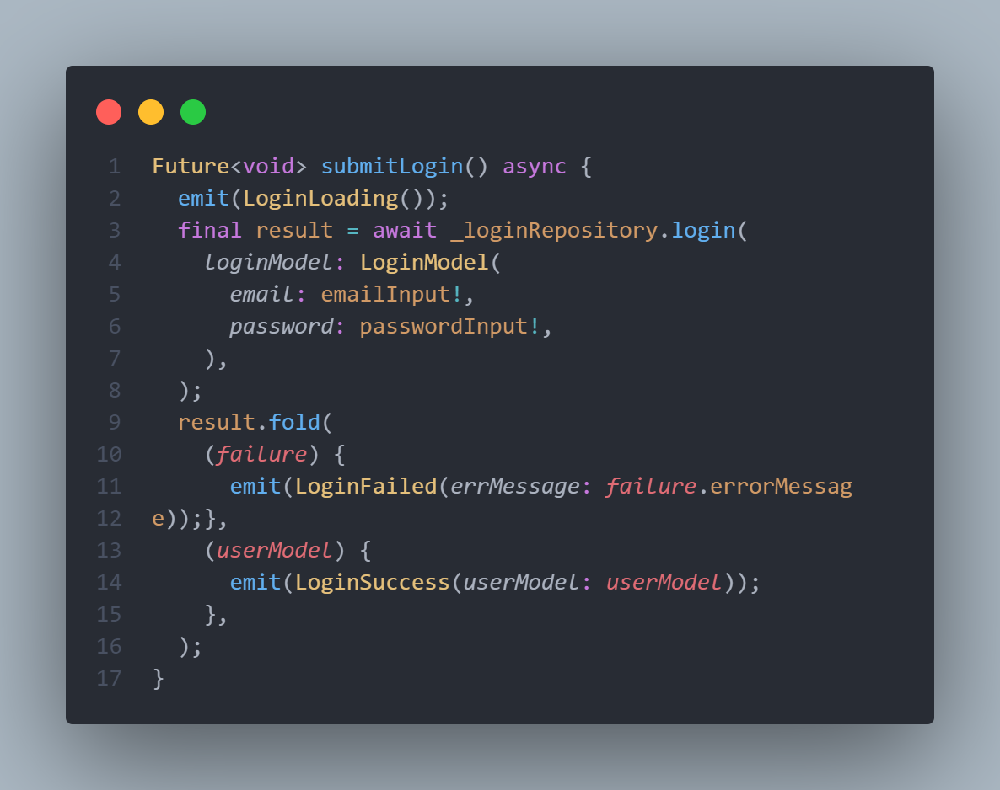 1 Future<void> submitLogin() async {
2   emit(LoginLoading());
3   final result = await _loginRepository.login(
4     loginModel: LoginModel(
5       email: emailInput!,
6       password: passwordInput!,
7     ),
8   );
9   result.fold(
10     (failure) {
11       emit(LoginFailed(errMessage: failure.errorMessag
12 e));},
13     (userModel) {
14       emit(LoginSuccess(userModel: userModel));
15     },
16   );
17 }